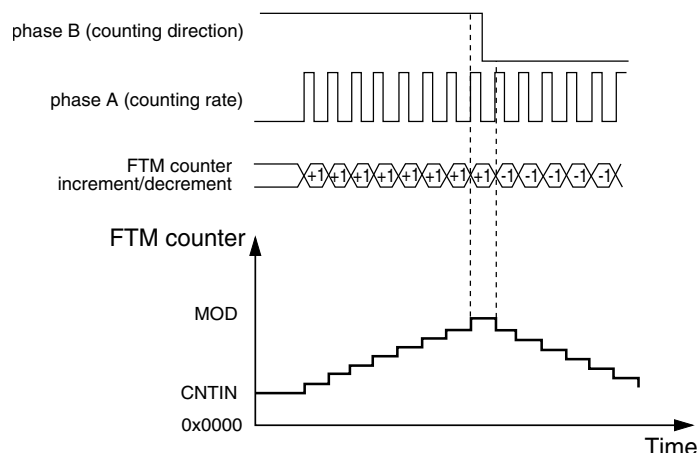 phase B (counting direction)
phase A (counting rate)
FTM counter
increment/decrement
+1 +1 +1 +1 +1 +1 +1 +1 -1 -1 -1 -1 -1
FTM counter
MOD
CNTIN
0x0000
Time